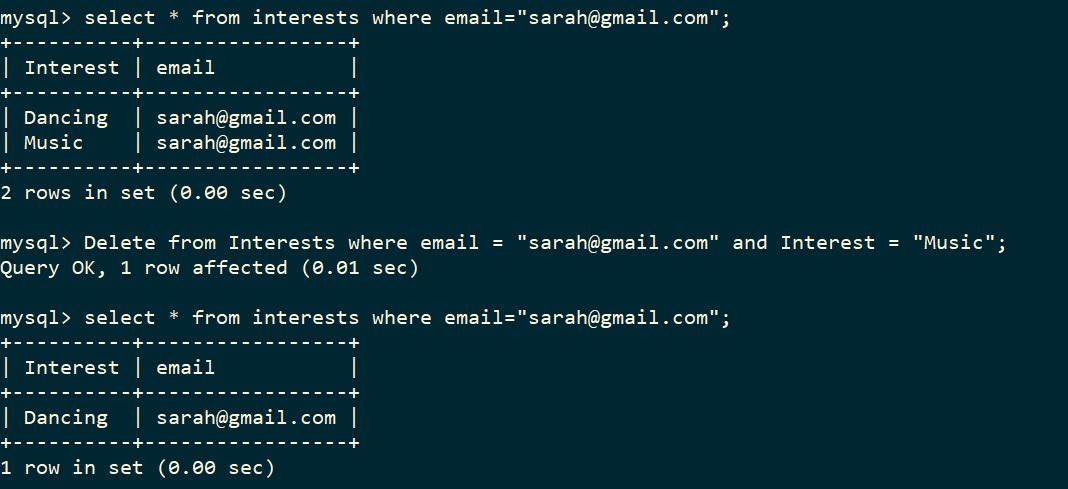 mysql> select * from interests where email="sarah@gmail.com";
+----------+-----------------+
| Interest | email           |
+----------+-----------------+
| Dancing  | sarah@gmail.com |
| Music    | sarah@gmail.com |
+----------+-----------------+
2 rows in set (0.00 sec)
mysql> Delete from Interests where email = "sarah@gmail.com" and Interest = "Music";
Query OK, 1 row affected (0.01 sec)
mysql> select * from interests where email="sarah@gmail.com";
+----------+-----------------+
| Interest | email           |
+----------+-----------------+
| Dancing  | sarah@gmail.com |
+----------+-----------------+
1 row in set (0.00 sec)